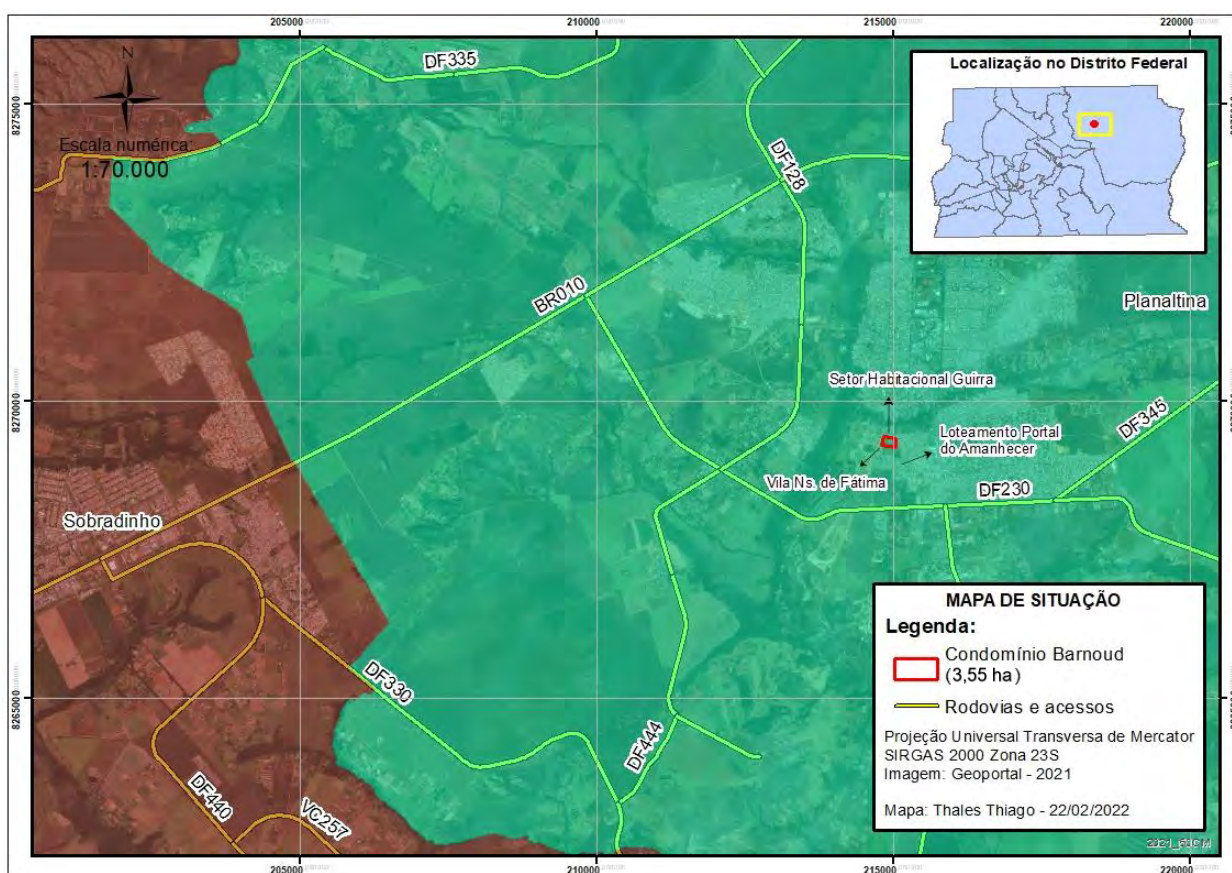 205000
210000
215000
220000
N
Escala numérica:
1:70.000
DF335
DF128
Localização no Distrito Federal
8275000
BR010
Planaltina
Setor Habitacional Guirra
8270000
DF345
Loteamento Portal
do Amanhecer
Vila Ns. de Fátima
DF230
Sobradinho
MAPA DE SITUAÇÃO
Legenda:
Condomínio Barnoud
(3,55 ha)
Rodovias e acessos
Projeção Universal Transversa de Mercator
SIRGAS 2000 Zona 23S
Imagem: Geoportal - 2021
Mapa: Thales Thiago - 22/02/2022
8265000
DF330
DF444
DF440
VC257
205000
210000
215000
220000